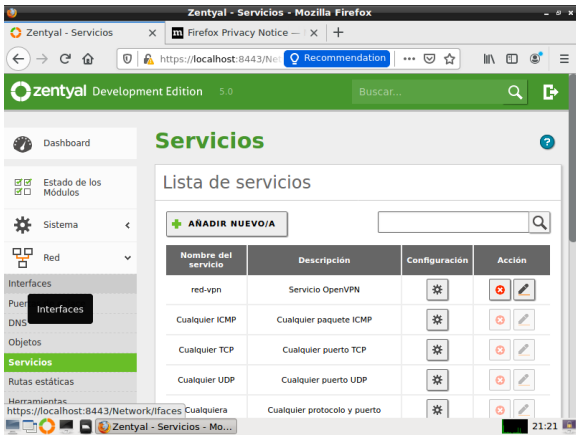 Zentyal - Servicios - Mozilla Firefox
Zentyal - Servicios
Firefox Privacy Notice —
https://localhost:8443/Ne
Recommendation
zentyal Development Edition 5.0
Buscar...
Dashboard
Estado de los
Módulos
Sistema
Red
Interfaces
Puer
Interfaces
DNS
Objetos
Servicios
Rutas estáticas
Herramientas
https://localhost:8443/Network/Ifaces
Servicios
Lista de servicios
AÑADIR NUEVO/A
Nombre del
servicio
Descripción
Configuración
Acción
red-vpn
Servicio OpenVPN
Cualquier ICMP
Cualquier paquete ICMP
Cualquier TCP
Cualquier puerto TCP
Cualquier UDP
Cualquier puerto UDP
Cualquiera
Cualquier protocolo y puerto
Zentyal - Servicios - Mo...
21:21